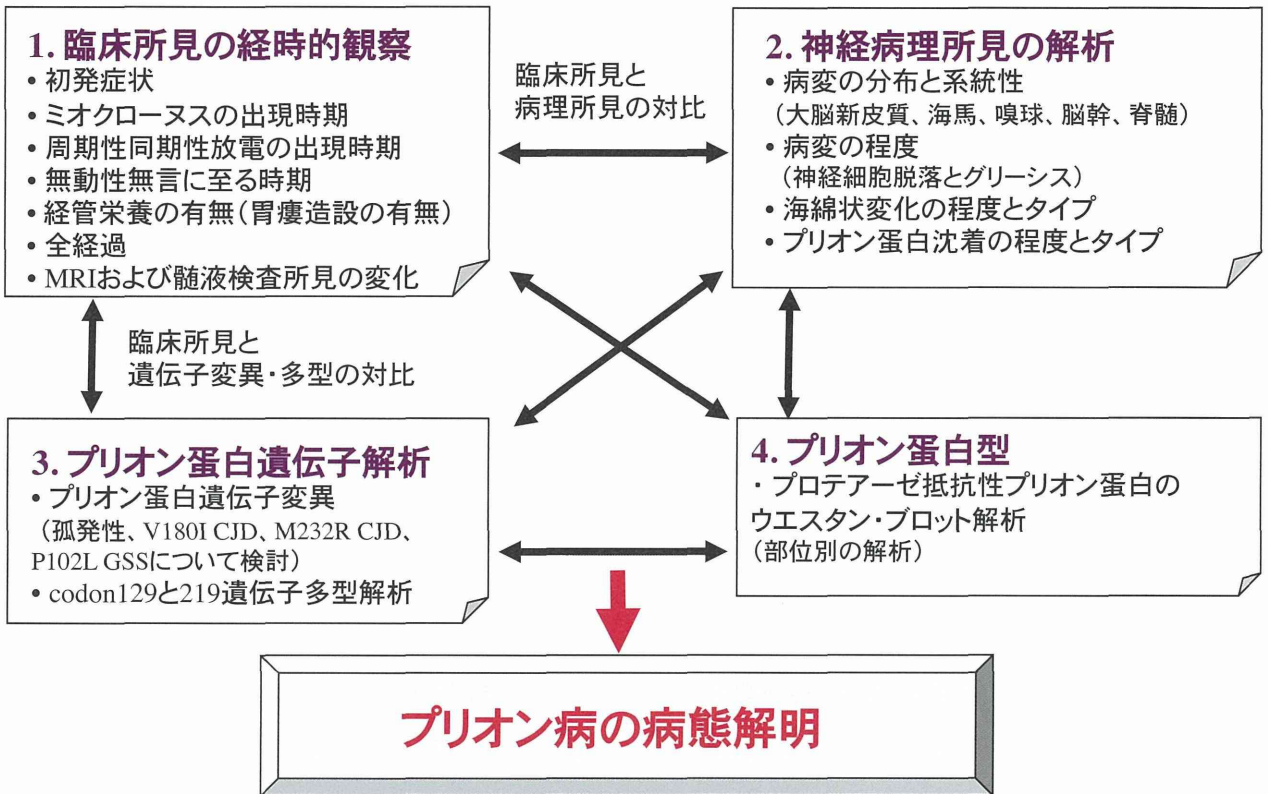 1. 臨床所見の経時的観察
• 初発症状
• ミオクローヌスの出現時期
• 周期性同期性放電の出現時期
• 無動性無言に至る時期
• 経管栄養の有無(胃瘻造設の有無)
• 全経過
• MRIおよび髄液検査所見の変化
臨床所見と
病理所見の対比
2. 神経病理所見の解析
• 病変の分布と系統性
(大脳新皮質、海馬、嗅球、脳幹、脊髄)
• 病変の程度
(神経細胞脱落とグリーシス)
• 海綿状変化の程度とタイプ
• プリオン蛋白沈着の程度とタイプ
臨床所見と
遺伝子変異・多型の対比
3. プリオン蛋白遺伝子解析
• プリオン蛋白遺伝子変異
(孤発性、V180I CJD、M232R CJD、
P102L GSSについて検討)
• codon129と219遺伝子多型解析
4. プリオン蛋白型
・ プロテアーゼ抵抗性プリオン蛋白の
ウエスタン・ブロット解析
(部位別の解析)
プリオン病の病態解明